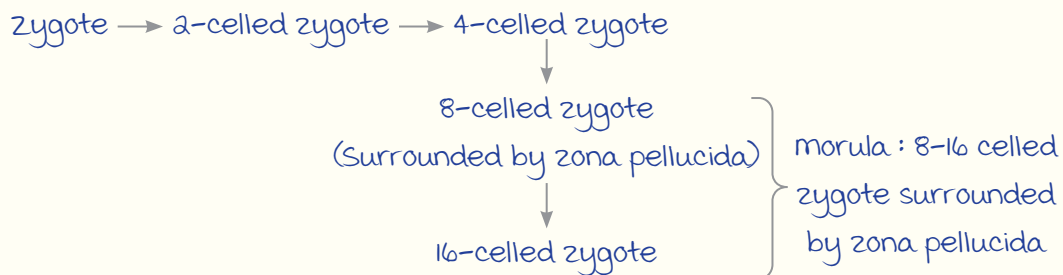 zygote → 2-celled zygote → 4-celled zygote
8-celled zygote
(Surrounded by zona pellucida)
16-celled zygote
morula : 8-16 celled
zygote surrounded
by zona pellucida